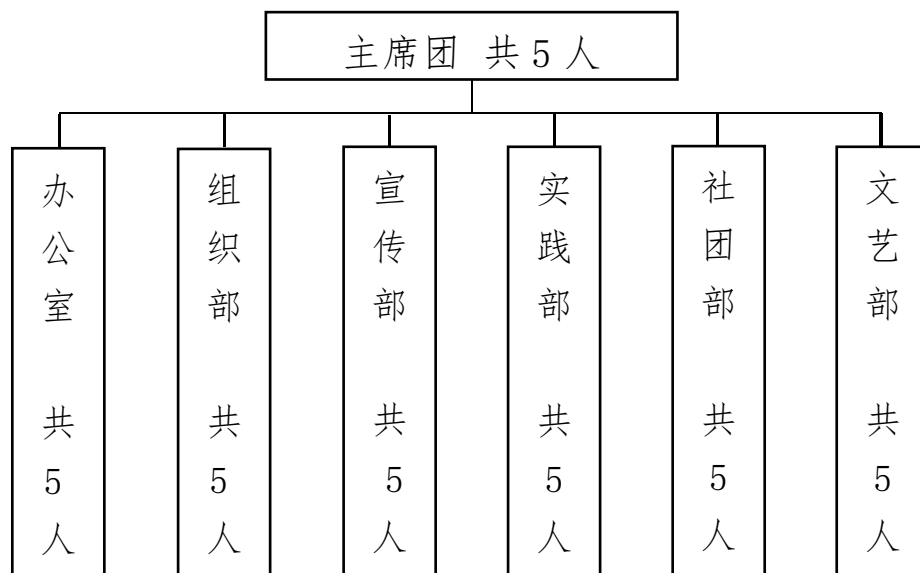 主席团 共 5 人
办公室 共 5 人
组织部 共 5 人
宣传部 共 5 人
实践部 共 5 人
社团部 共 5 人
文艺部 共 5 人